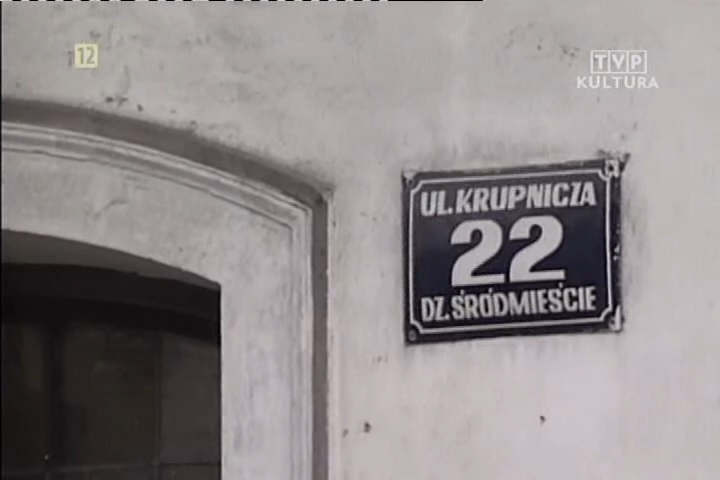 12
TVP
KULTURA
UL. KRUPNICZA
22
DZ. ŚRÓDMIEŚCIE